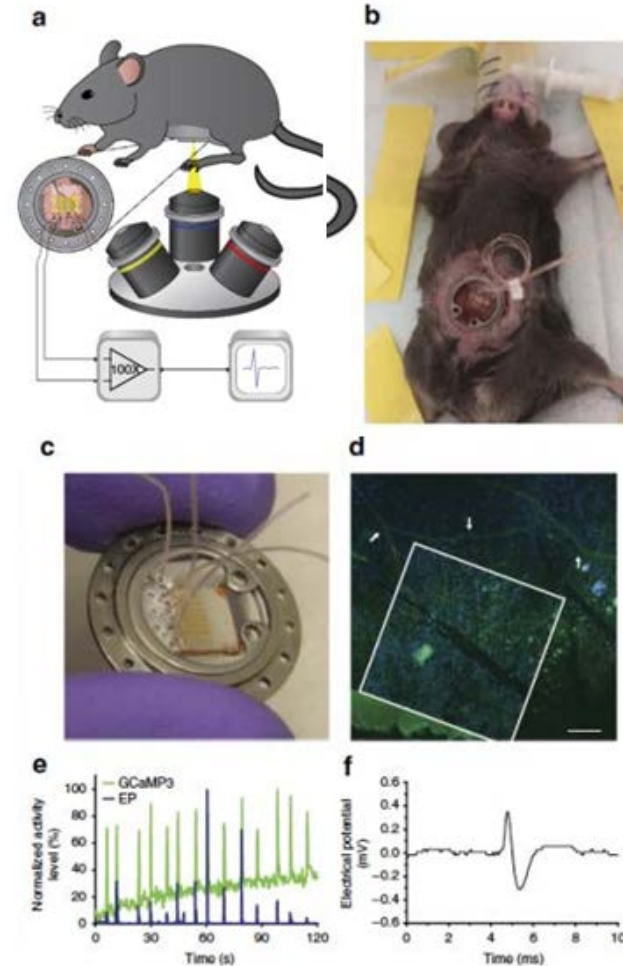 a
b
100X
c
d
e
GCaMP3
EP
Normalized activity
level (%)
100
80
60
40
20
0
0
30
60
90
120
Time (s)
f
Electrical potential
(mV)
0.6
0.4
0.2
0.0
−0.2
−0.4
−0.6
0
2
4
6
8
10
Time (ms)